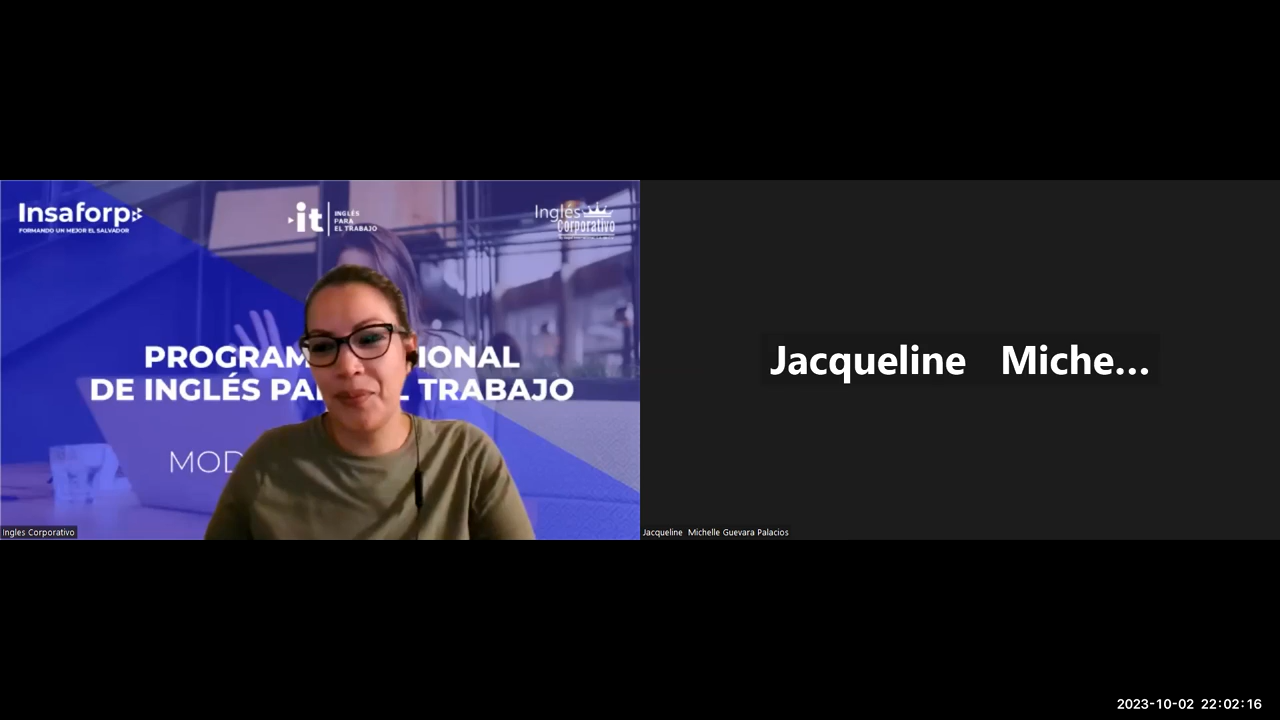 Insaforp
FORMANDO UN MEJOR EL SALVADOR
it
INGLÉS
PARA
EL TRABAJO
Inglés
Corporativo
PROGRAM IONAL
DE INGLÉS PA L TRABAJO
MOD
Ingles Corporativo
Jacqueline Miche...
Jacqueline Michelle Guevara Palacios
2023-10-02 22:02:16